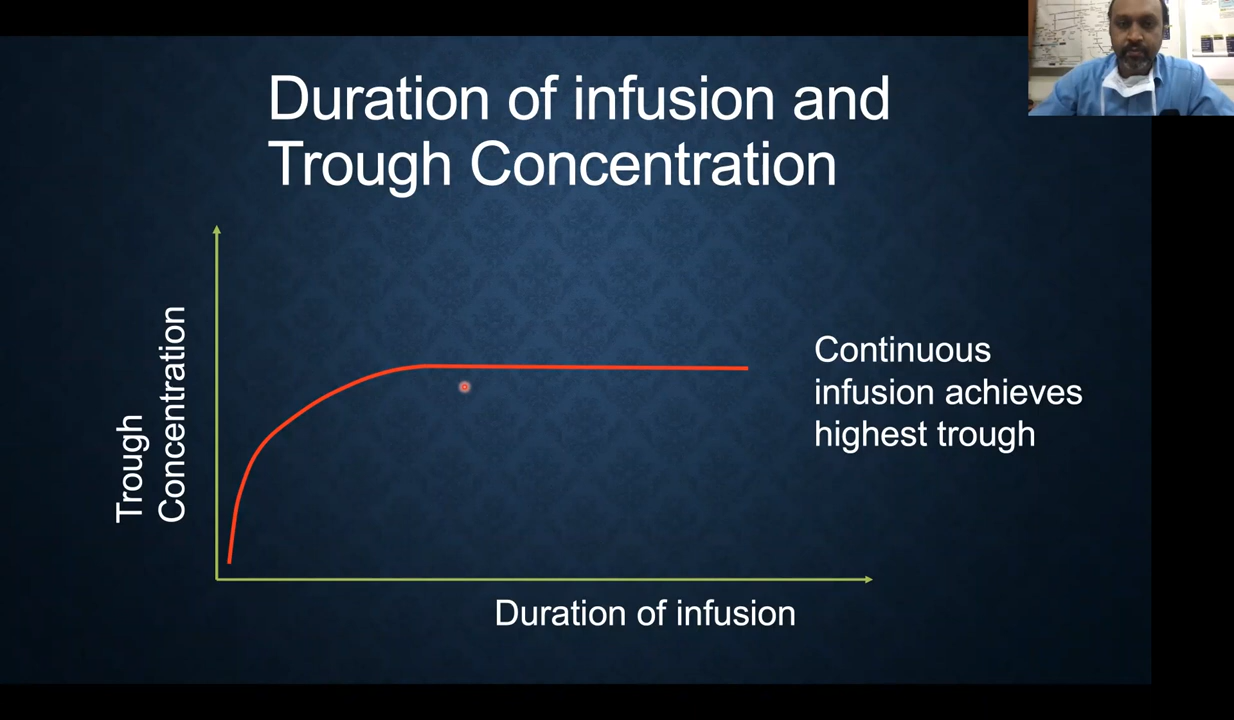 Duration of infusion and
Trough Concentration
Trough
Concentration
Continuous
infusion achieves
highest trough
Duration of infusion